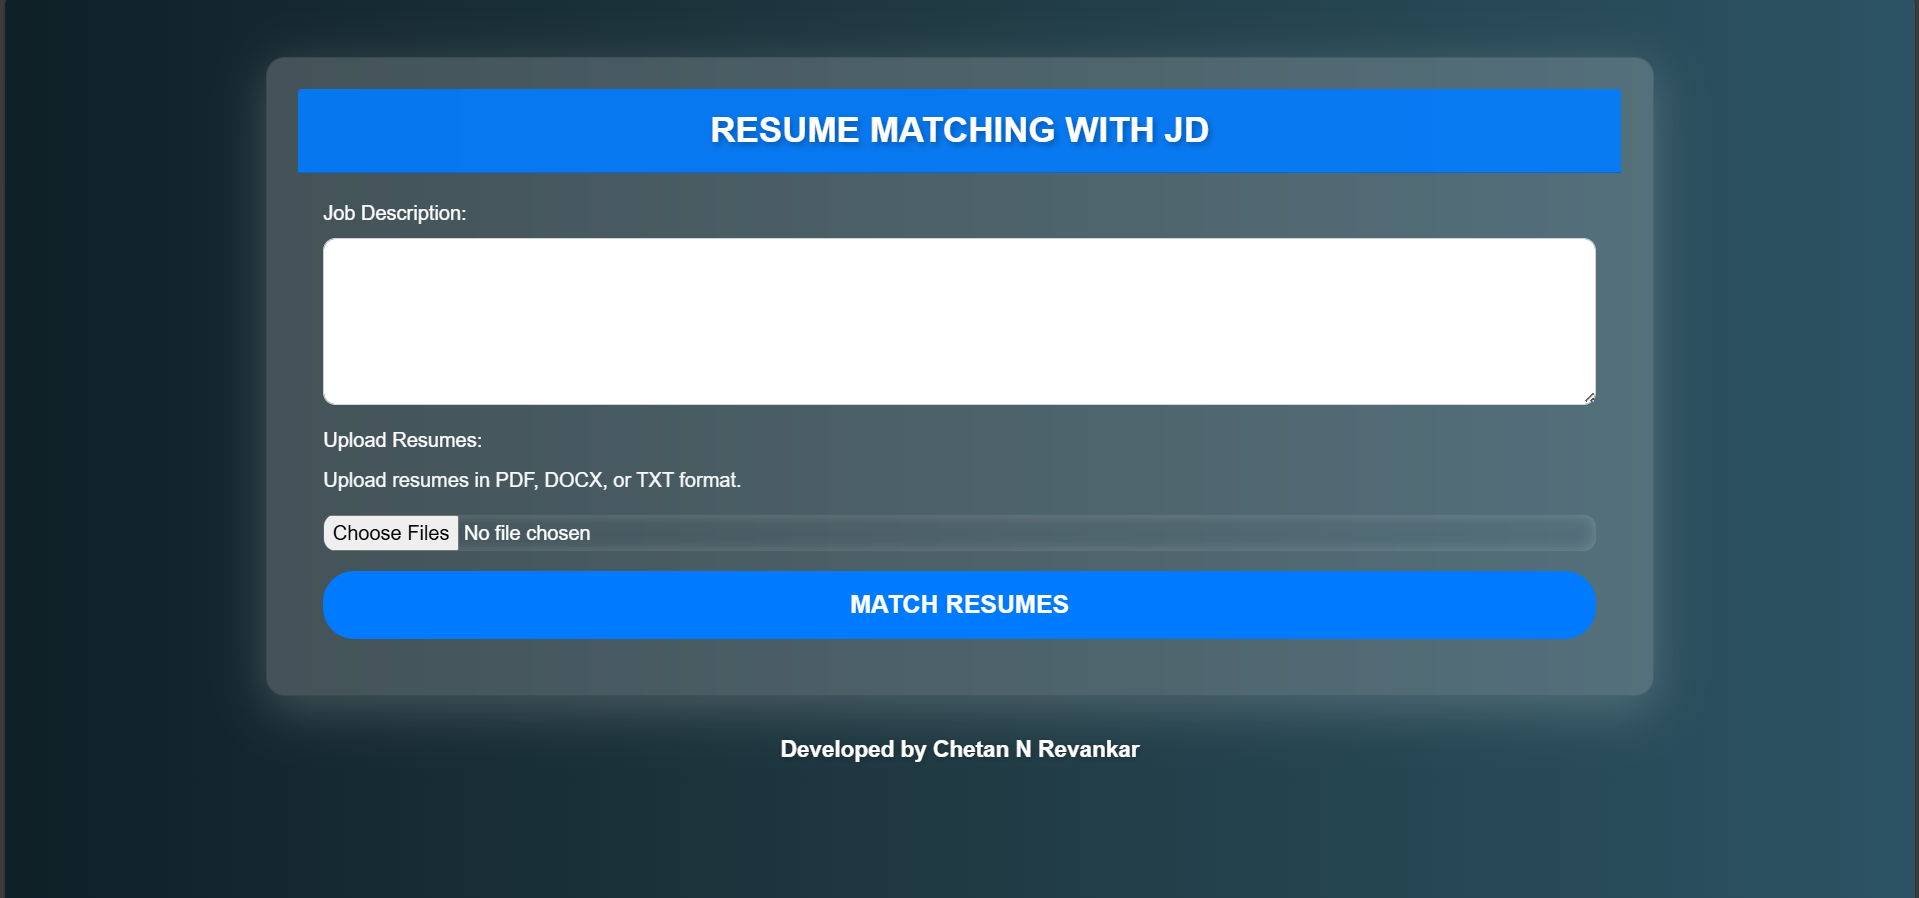 RESUME MATCHING WITH JD
Job Description:
Upload Resumes:
Upload resumes in PDF, DOCX, or TXT format.
Choose Files No file chosen
MATCH RESUMES
Developed by Chetan N Revankar